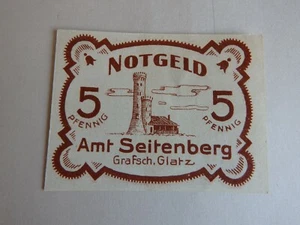 NOTGELD
5 5
PFENNIG PFENNIG
Amt Seitenberg
Grafsch. Glatz